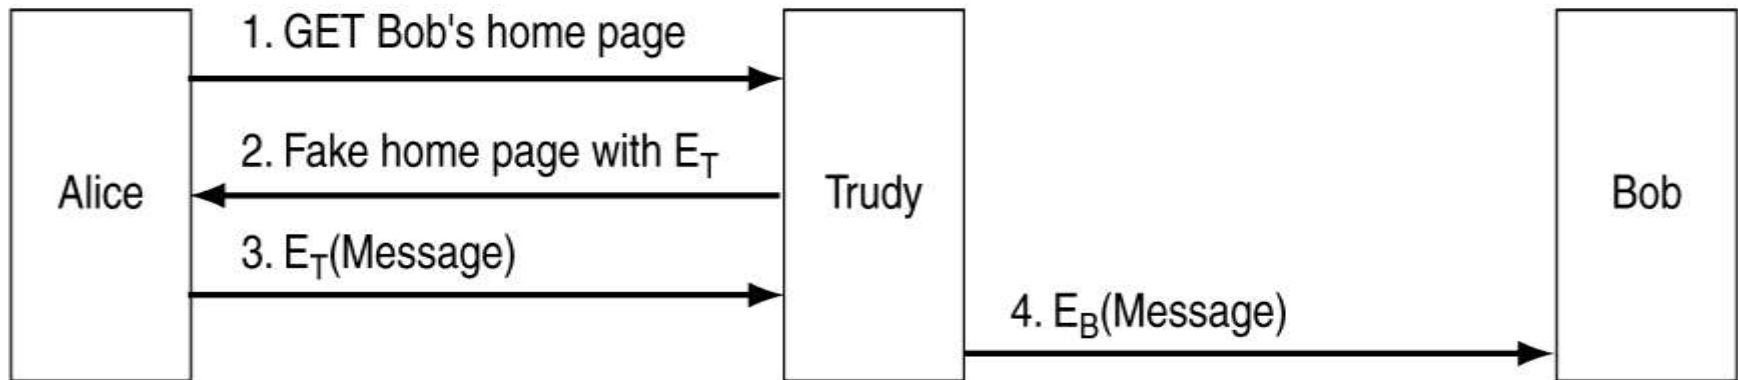 1. GET Bob's home page
2. Fake home page with E_T
Alice
Trudy
Bob
3. E_T(Message)
4. E_B(Message)